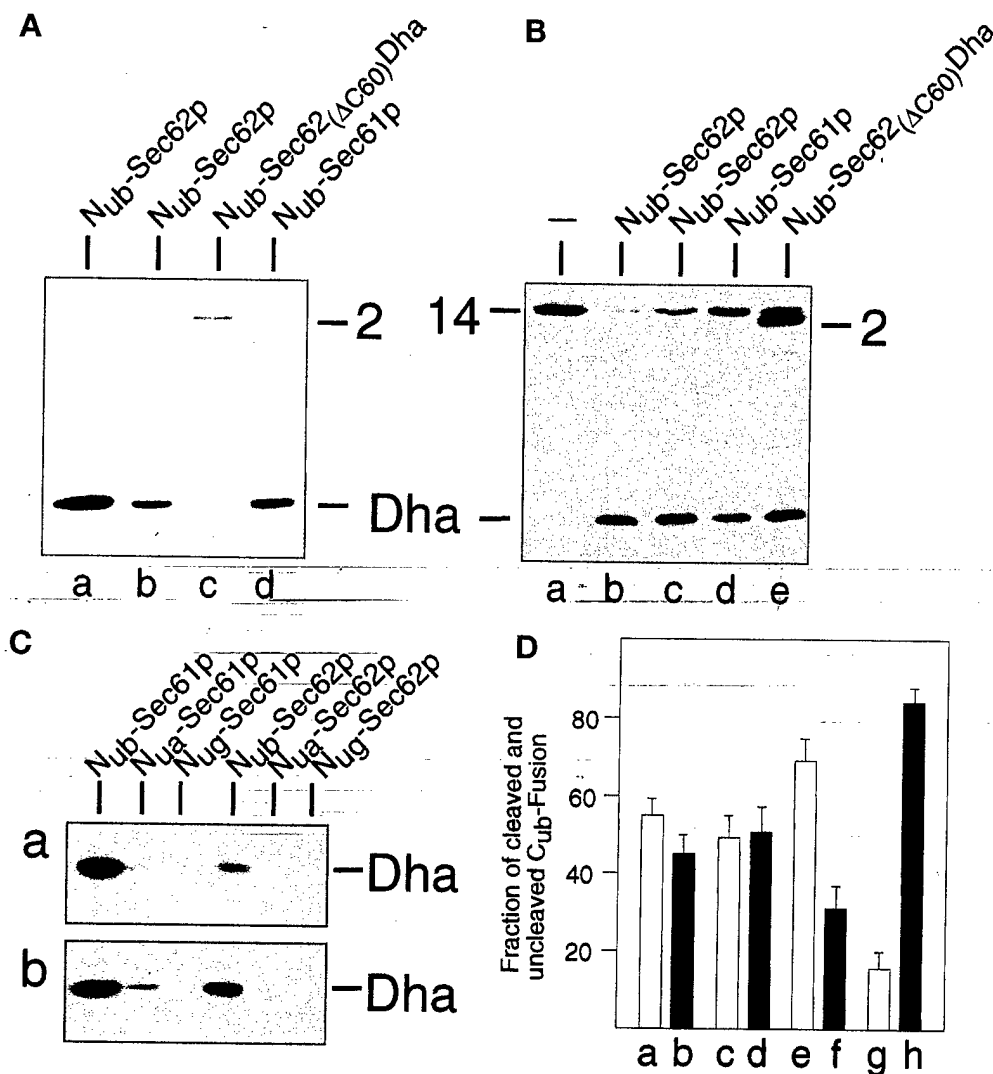 A
Nub-Sec62p
Nub-Sec62p
Nub-Sec62(ΔC60)Dha
Nub-Sec61p
2
Dha
a b c d
B
Nub-Sec62p
Nub-Sec62p
Nub-Sec61p
Nub-Sec62(ΔC60)Dha
14
2
a b c d e
C
Nub-Sec61p
Nua-Sec61p
Nug-Sec61p
Nub-Sec62p
Nua-Sec62p
Nug-Sec62p
a
Dha
b
Dha
D
Fraction of cleaved and
uncleaved Cub-Fusion
80
60
40
20
a b c d e f g h